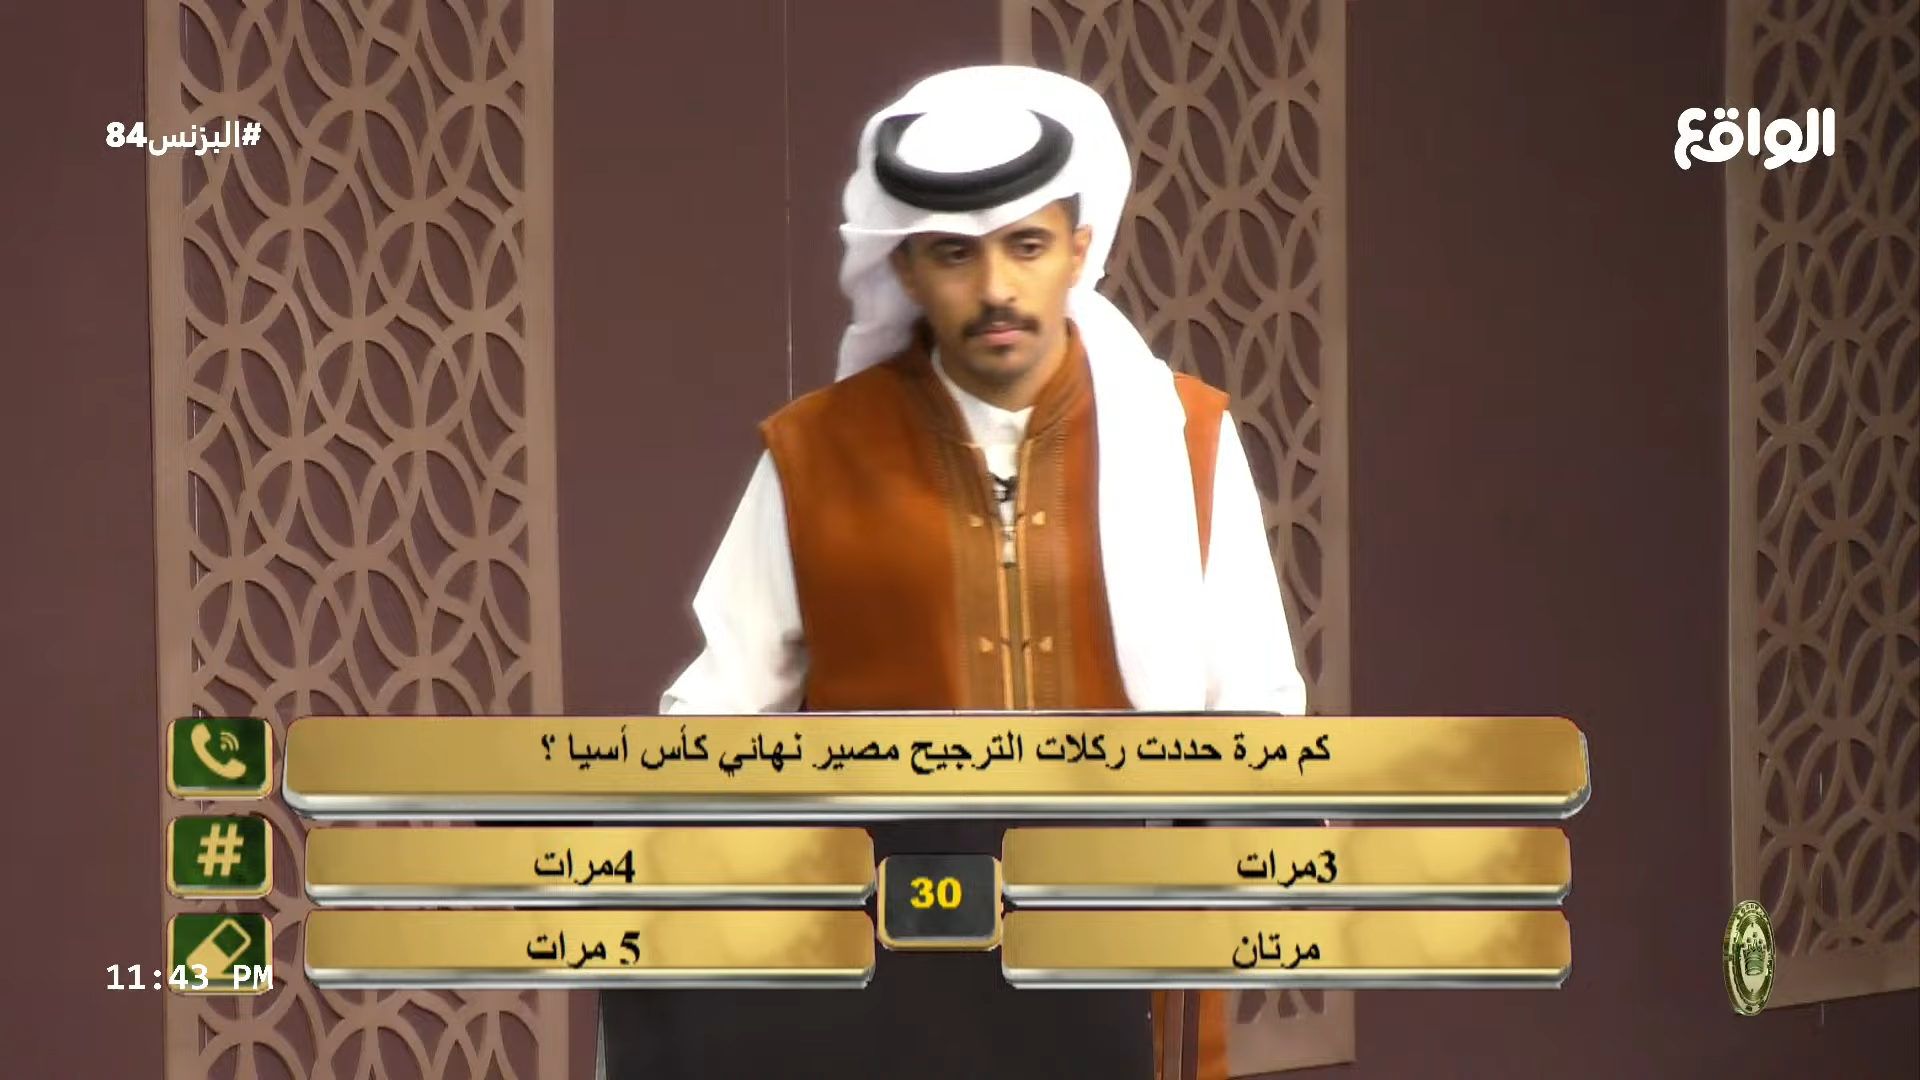 #البزنس84
الواقع
كم مرة حددت ركلات الترجيح مصير نهائي كأس أسيا ؟
3مرات
4مرات
30
مرتان
5 مرات
11:43 PM